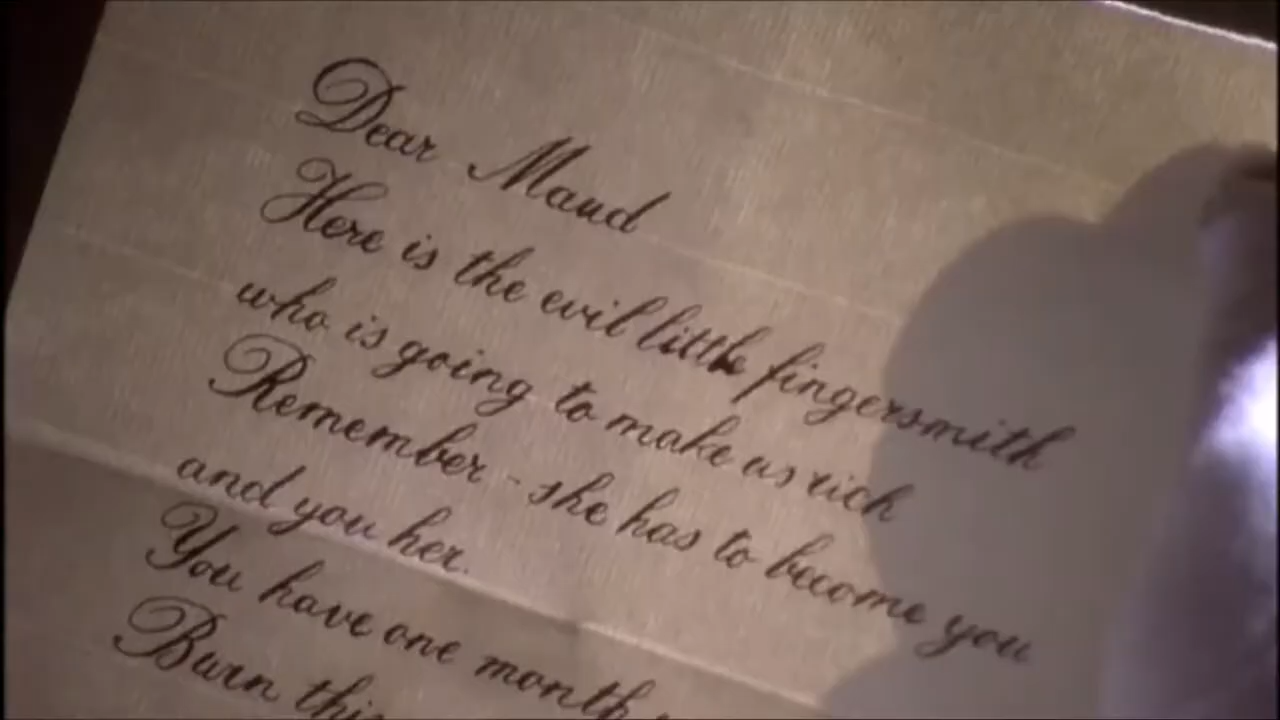 Dear Maud
Here is the evil little fingersmith
who is going to make us rich
Remember - she has to become you
and you her.
You have one month
Burn this